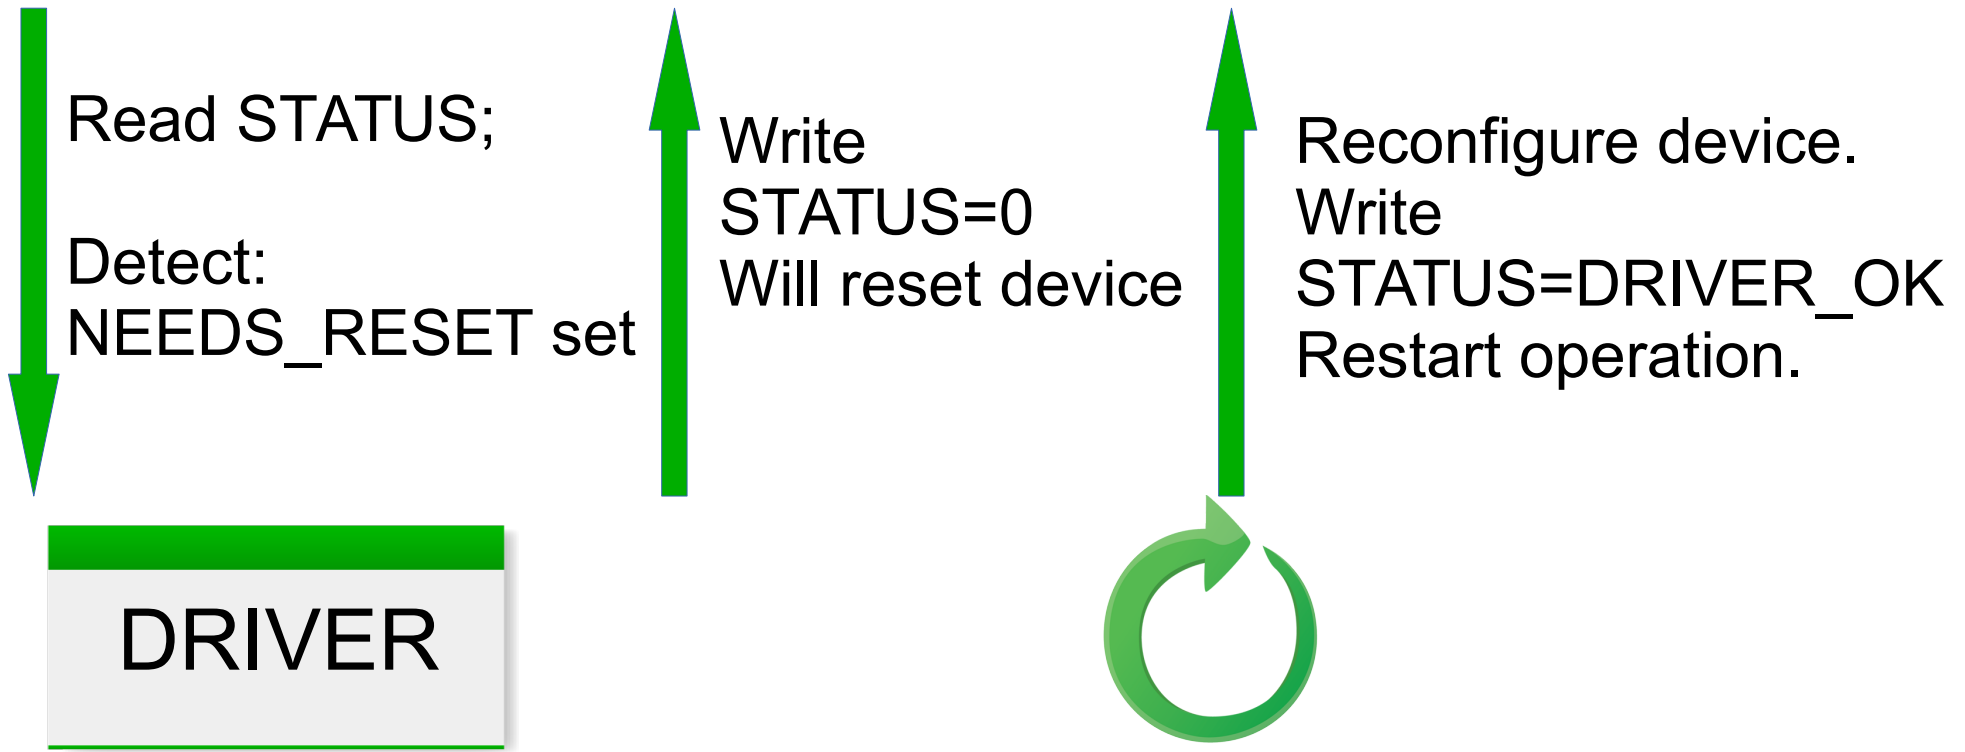 Read STATUS;
Detect:
NEEDS_RESET set
Write
STATUS=0
Will reset device
Reconfigure device.
Write
STATUS=DRIVER_OK
Restart operation.
DRIVER